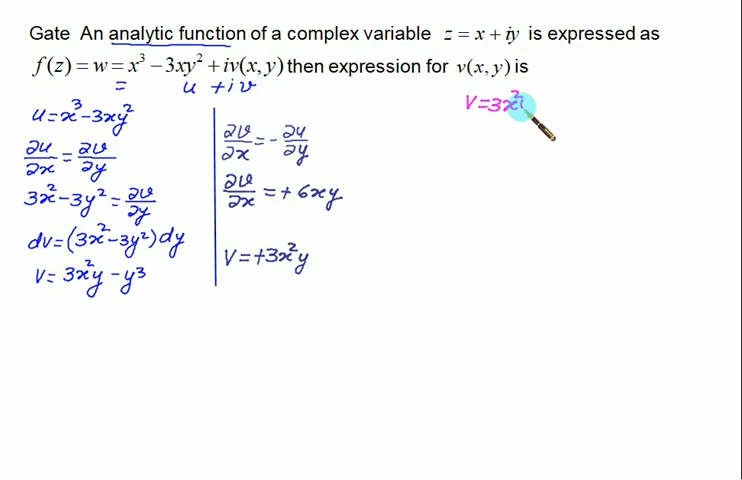 Gate An analytic function of a complex variable z = x + iy is expressed as
f(z) = w = x³ − 3xy² + iv(x, y) then expression for v(x, y) is
= u + iv
u = x³ − 3xy²
∂u/∂x = ∂v/∂y
3x² − 3y² = ∂v/∂y
dv = (3x² − 3y²) dy
v = 3x²y − y3
∂v/∂x = − ∂u/∂y
∂v/∂x = + 6xy
V = +3x²y
V = 3x²